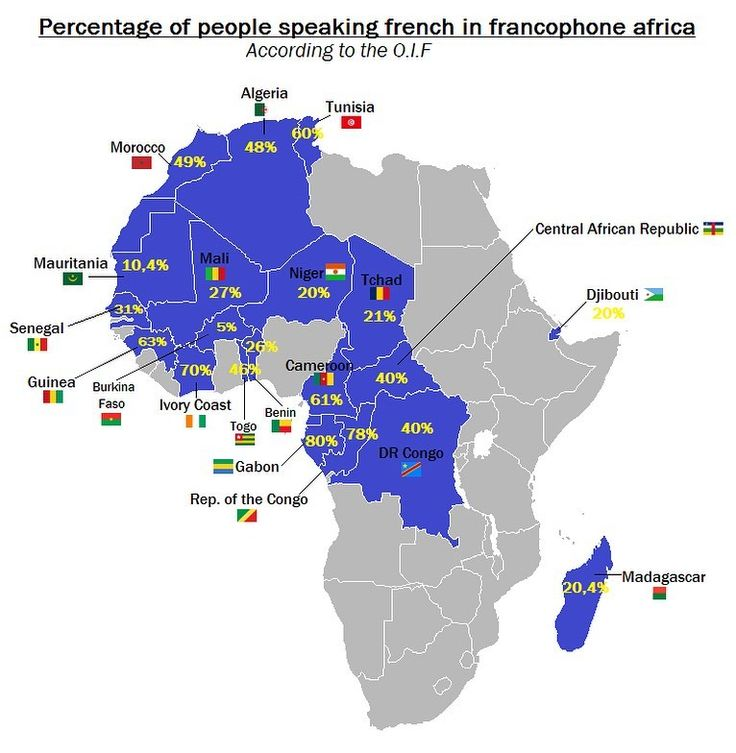 Percentage of people speaking french in francophone africa
According to the O.I.F
Algeria
Tunisia
60%
48%
Morocco
49%
Central African Republic
Mauritania
10,4%
Mali
27%
Niger
20%
Tchad
21%
Djibouti
20%
Senegal
31%
5%
63%
26%
Guinea
Burkina
Faso
70%
Ivory Coast
46%
Togo
Benin
Cameroon
61%
40%
80%
Gabon
78%
40%
DR Congo
Rep. of the Congo
Madagascar
20,4%